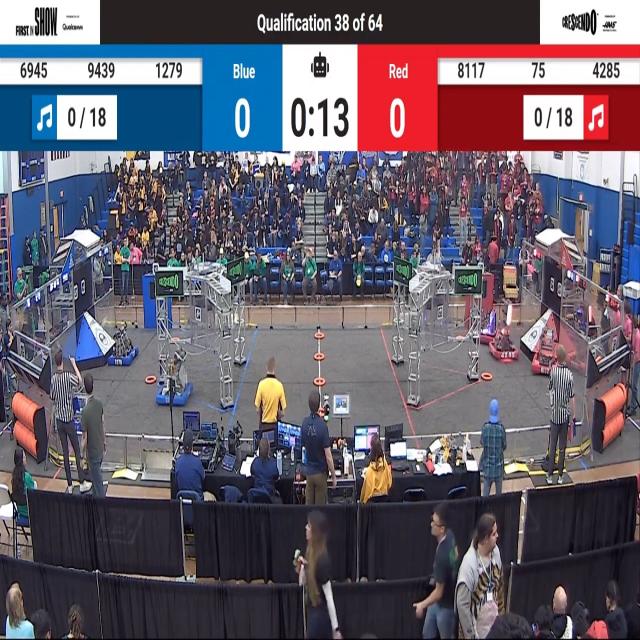 FIRST IN SHOW
Qualcomm
Qualification 38 of 64
CRESCENDO
6945 9439 1279 Blue Red 8117 75 4285
0 / 18 0 0:13 0 0 / 18